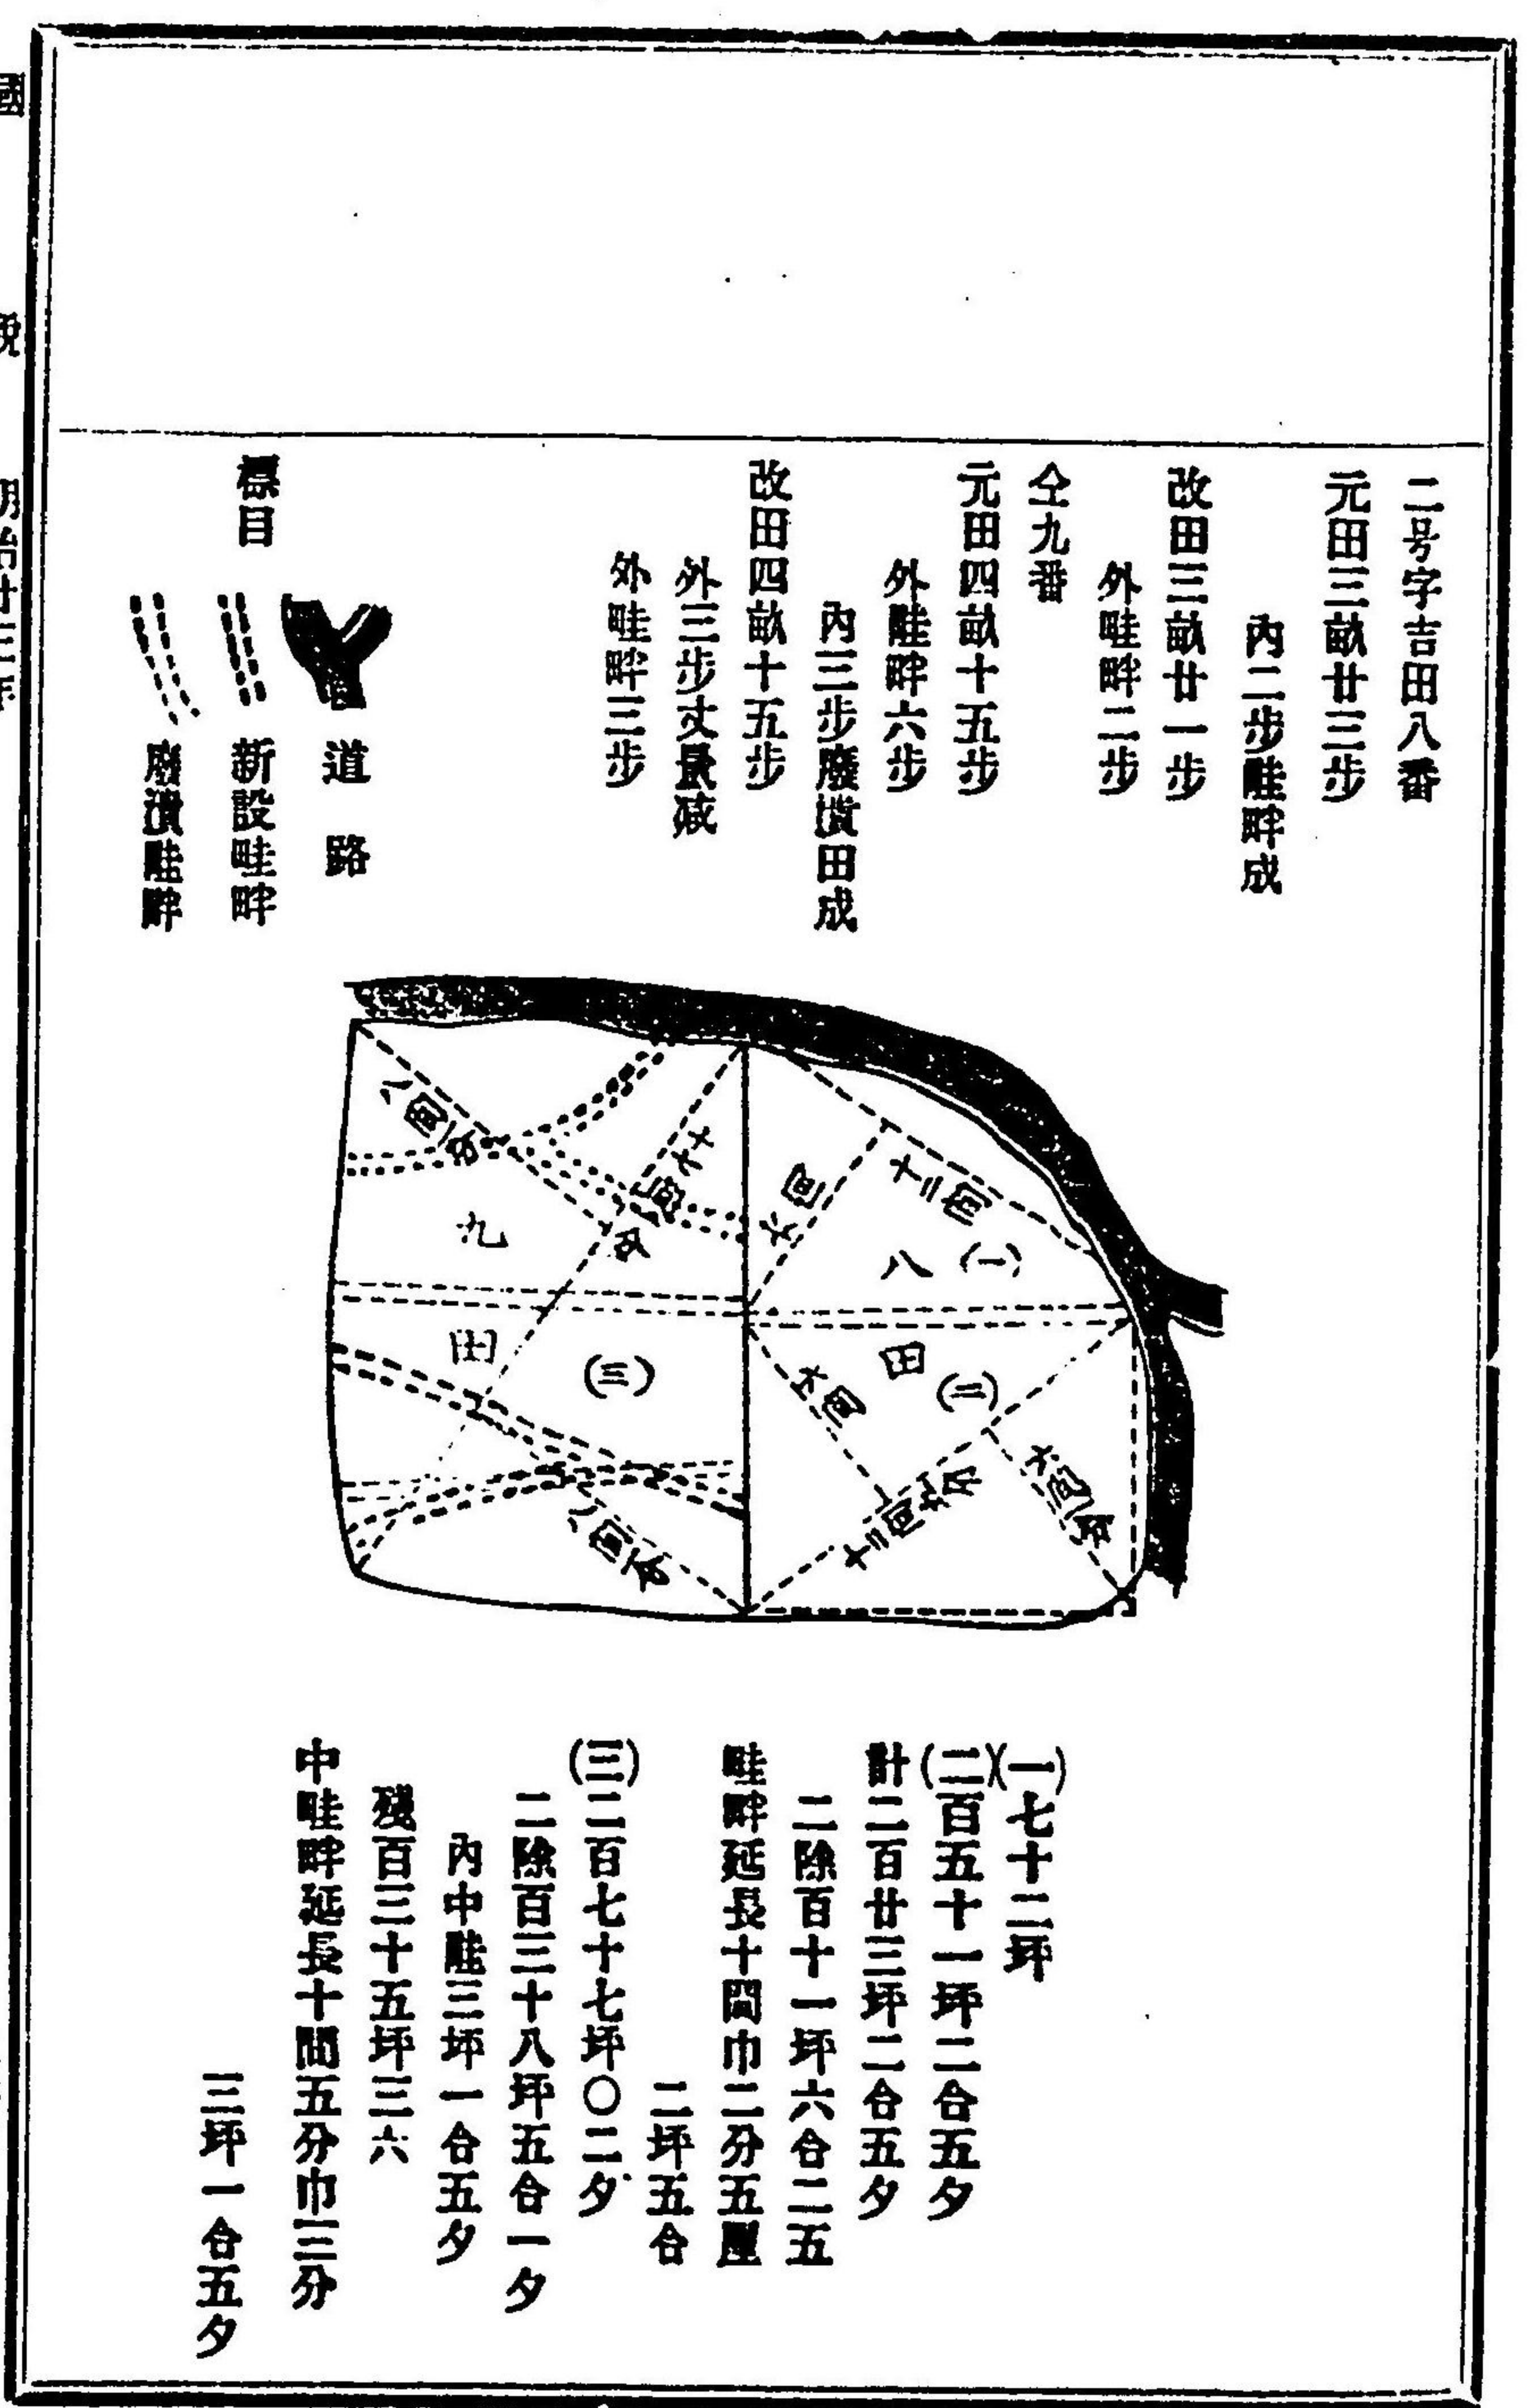 二号字吉田八番
元田三畝廿三步
內二步畦畔成
改田三畝廿一步
外畦畔二步
仝九番
元田四畝十五步
外畦畔六步
內三步廢潰田成
改田四畝十五步
外三步丈量减
外畦畔三步
標目
道路
新設畦畔
廢潰畦畔
十二間
六間
八
(一)
田
(二)
六間
九
田
(三)
(一)七十二坪
(二)百五十一坪二合五夕
計二百廿三坪二合五夕
二除百十一坪六合二五
畦畔延長十間巾二分五厘
二坪五合
(三)二百七十七坪〇二夕
二除百三十八坪五合一夕
內中畦三坪一合五夕
殘百三十五坪三六
中畦畔延長十間五分巾三分
三坪一合五夕